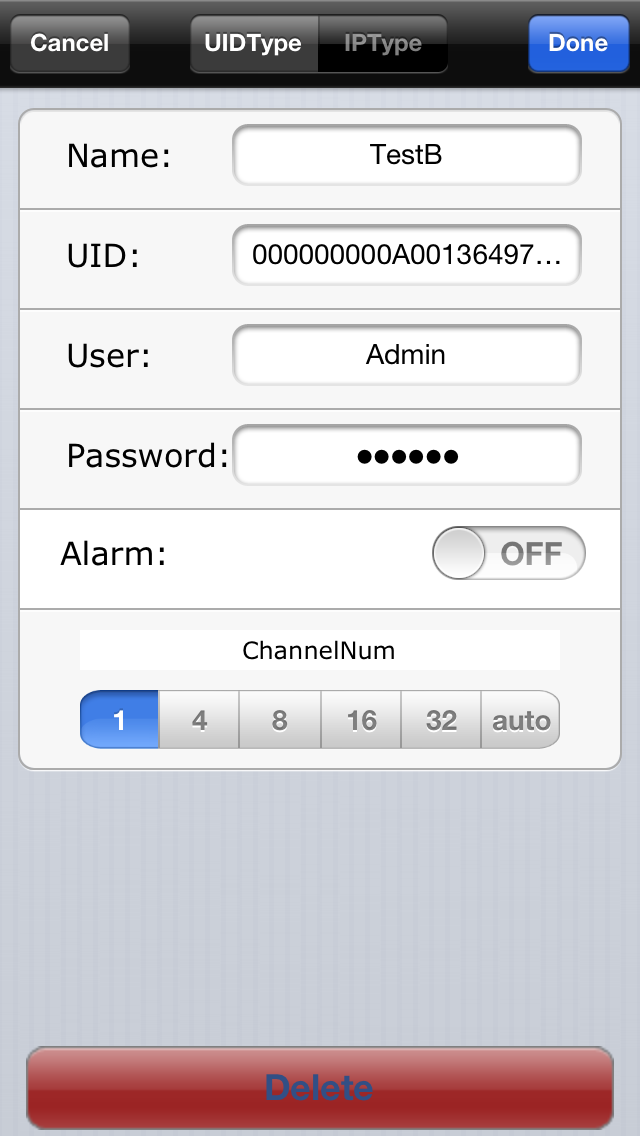 Cancel UIDType IPType Done
Name: TestB
UID: 000000000A00136497...
User: Admin
Password: ●●●●●●
Alarm: OFF
ChannelNum
1 4 8 16 32 auto
Delete